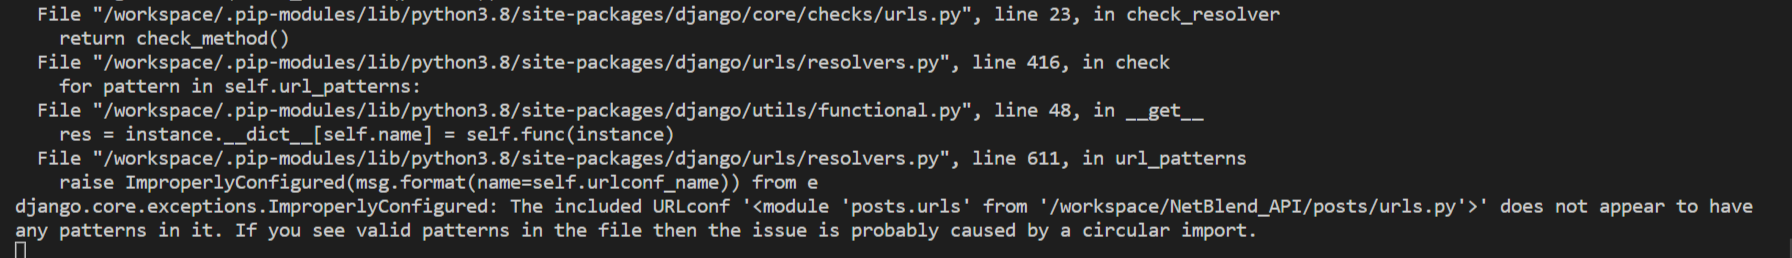 File "/workspace/.pip-modules/lib/python3.8/site-packages/django/core/checks/urls.py", line 23, in check_resolver
return check_method()
File "/workspace/.pip-modules/lib/python3.8/site-packages/django/urls/resolvers.py", line 416, in check
for pattern in self.url_patterns:
File "/workspace/.pip-modules/lib/python3.8/site-packages/django/utils/functional.py", line 48, in __get__
res = instance.__dict__[self.name] = self.func(instance)
File "/workspace/.pip-modules/lib/python3.8/site-packages/django/urls/resolvers.py", line 611, in url_patterns
raise ImproperlyConfigured(msg.format(name=self.urlconf_name)) from e
django.core.exceptions.ImproperlyConfigured: The included URLconf '<module 'posts.urls' from '/workspace/NetBlend_API/posts/urls.py'>' does not appear to have
any patterns in it. If you see valid patterns in the file then the issue is probably caused by a circular import.